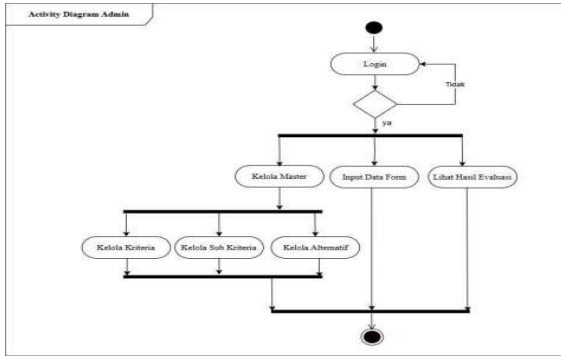 Activity Diagram Admin
Login
Tidak
ya
Kelola Master
Input Data Form
Lihat Hasil Evaluasi
Kelola Kriteria
Kelola Sub Kriteria
Kelola Alternatif